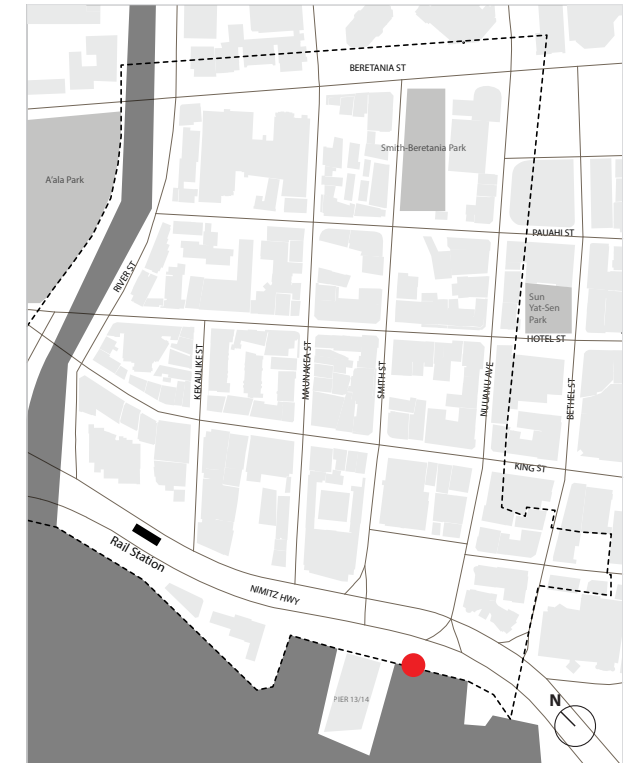 BERETANIA ST
Smith-Beretania Park
A'ala Park
PAUAHI ST
RIVER ST
Sun
Yat-Sen
Park
HOTEL ST
KEKAULIKE ST
MAUNAKEA ST
SMITH ST
NUUANU AVE
BETHEL ST
KING ST
Rail Station
NIMITZ HWY
PIER 13/14
N